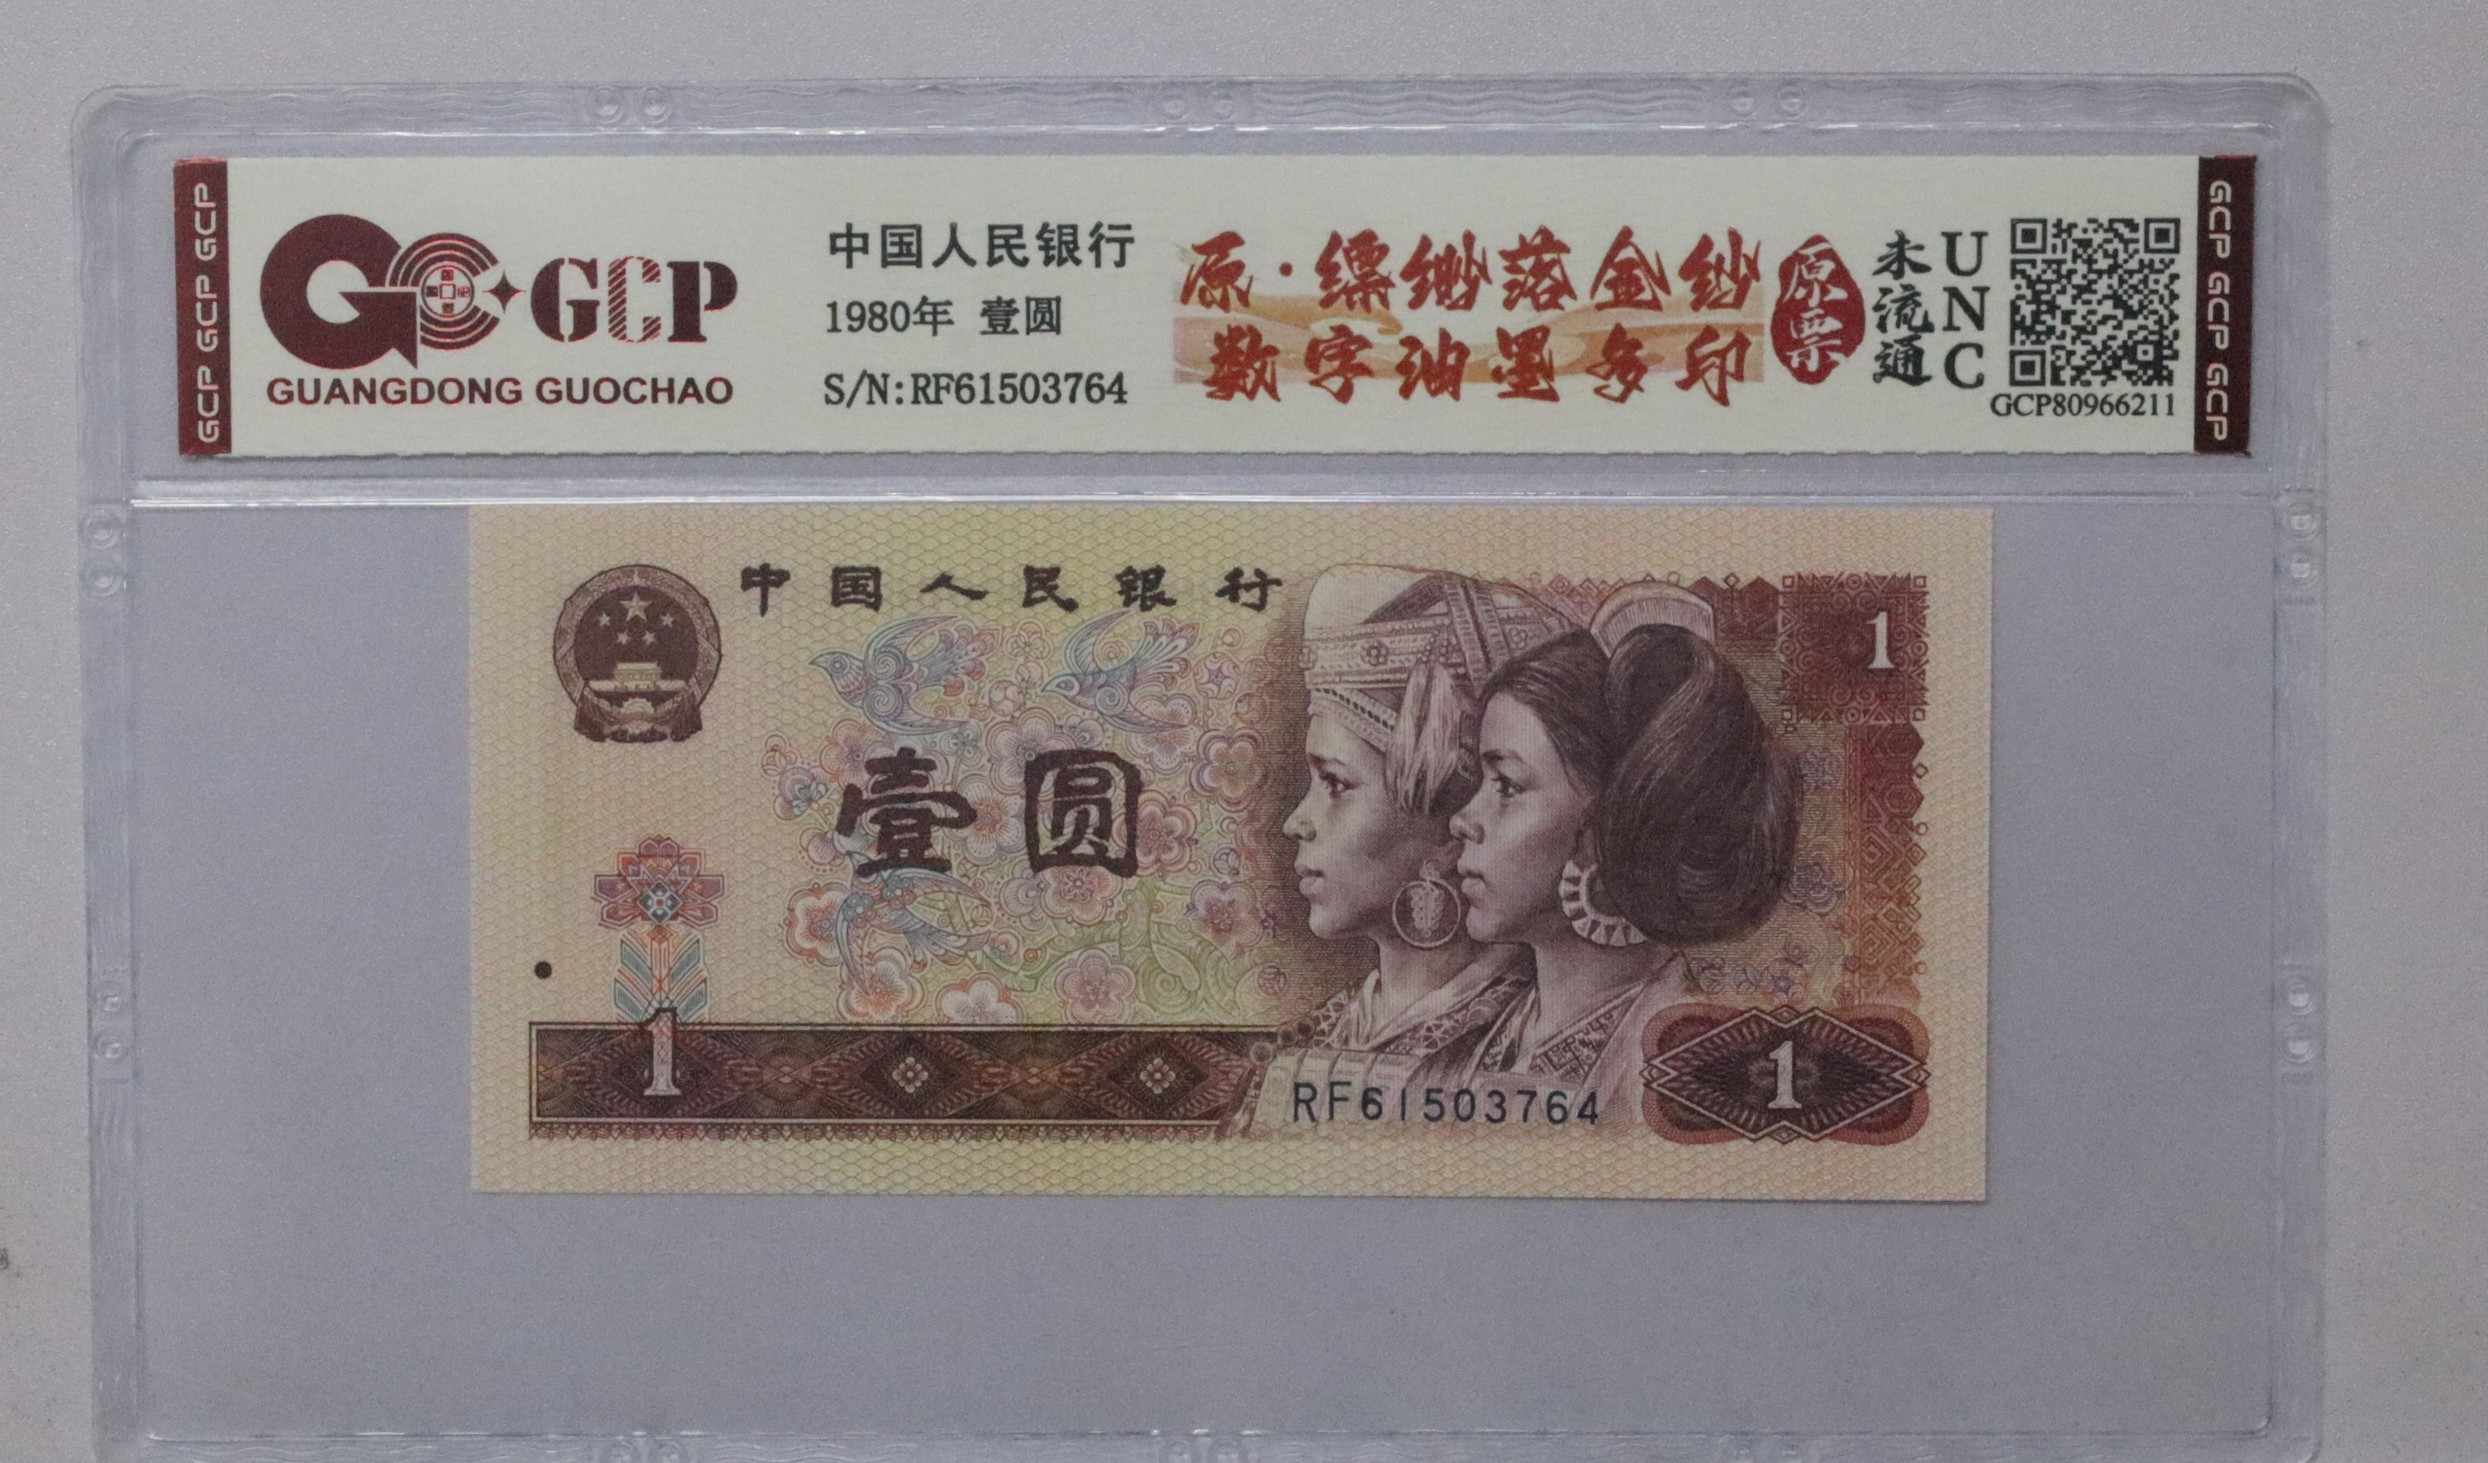 GCP GCP GCP
GCP
GUANGDONG GUOCHAO
中国人民银行
1980年 壹圆
S/N:RF61503764
原·缥缈落金纱
数字油墨多印
原票
未流通
UNC
GCP80966211
GCP GCP GCP
中国人民银行
1
壹圆
1
RF61503764
1